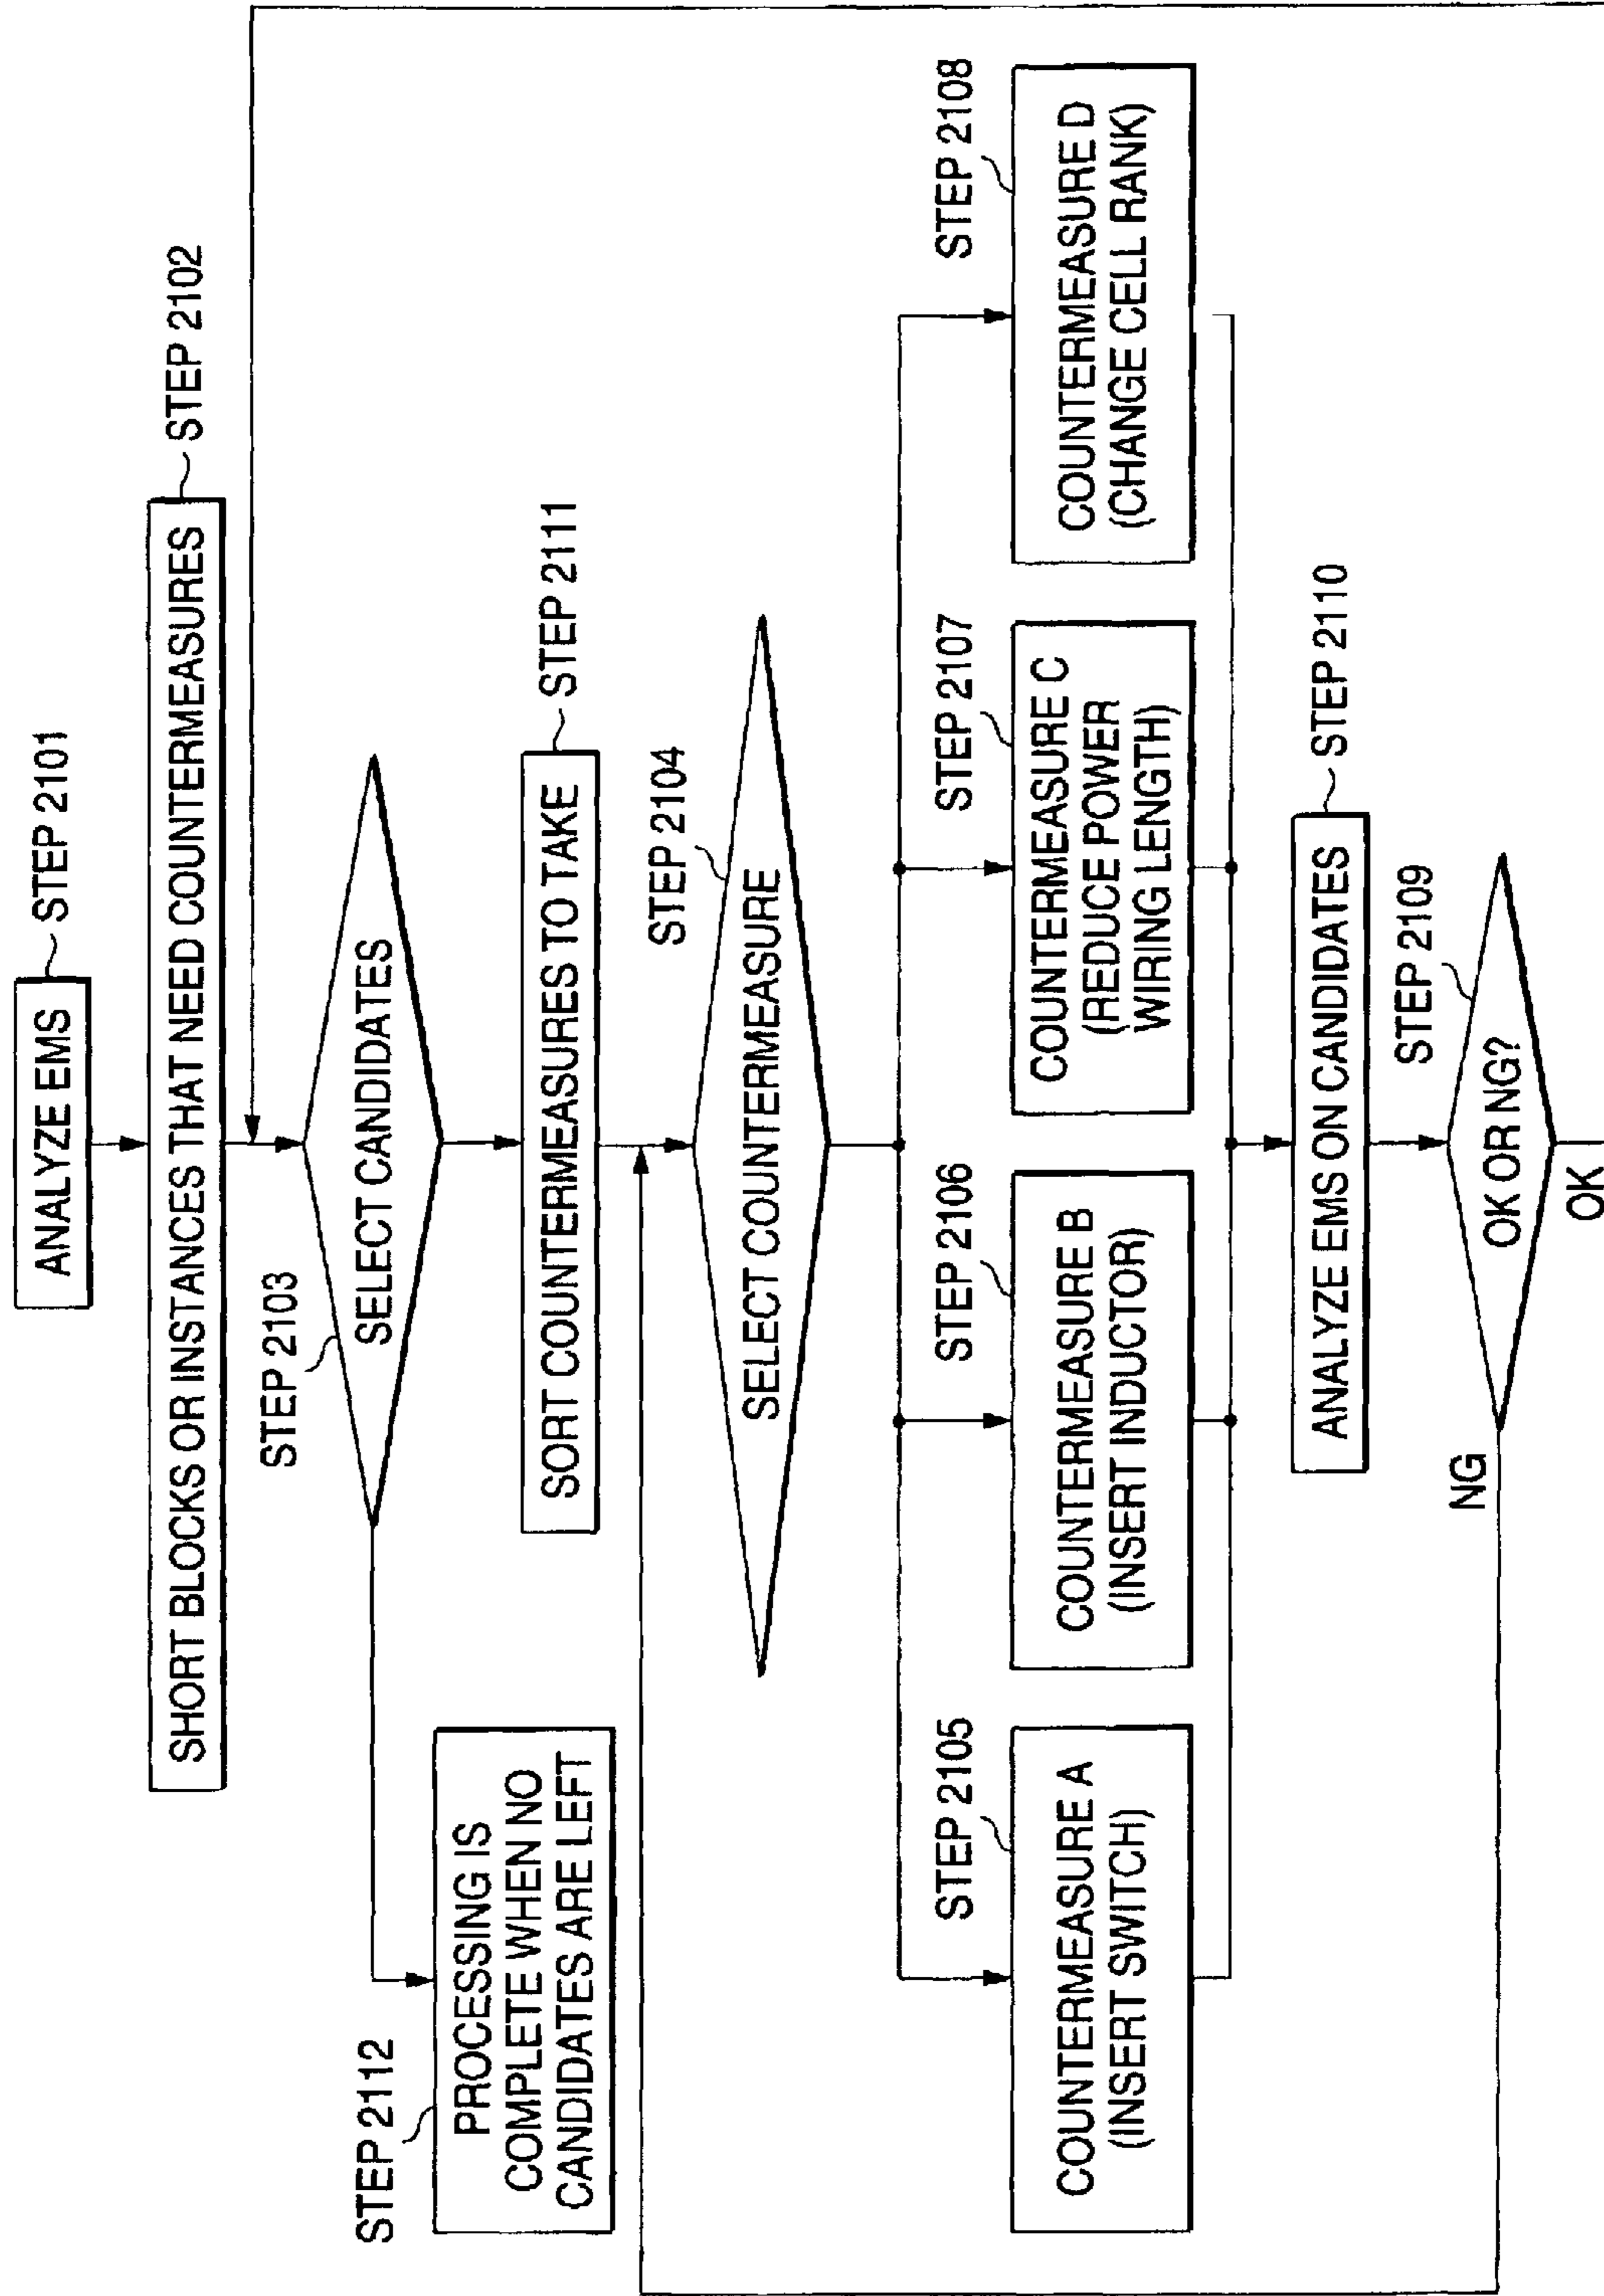 ANALYZE EMS
STEP 2101
SHORT BLOCKS OR INSTANCES THAT NEED COUNTERMEASURES
STEP 2102
STEP 2103
SELECT CANDIDATES
STEP 2112
PROCESSING IS
COMPLETE WHEN NO
CANDIDATES ARE LEFT
SORT COUNTERMEASURES TO TAKE
STEP 2111
STEP 2104
SELECT COUNTERMEASURE
STEP 2105
COUNTERMEASURE A
(INSERT SWITCH)
STEP 2106
COUNTERMEASURE B
(INSERT INDUCTOR)
STEP 2107
COUNTERMEASURE C
(REDUCE POWER
WIRING LENGTH)
STEP 2108
COUNTERMEASURE D
(CHANGE CELL RANK)
ANALYZE EMS ON CANDIDATES
STEP 2110
STEP 2109
OK OR NG?
NG
OK